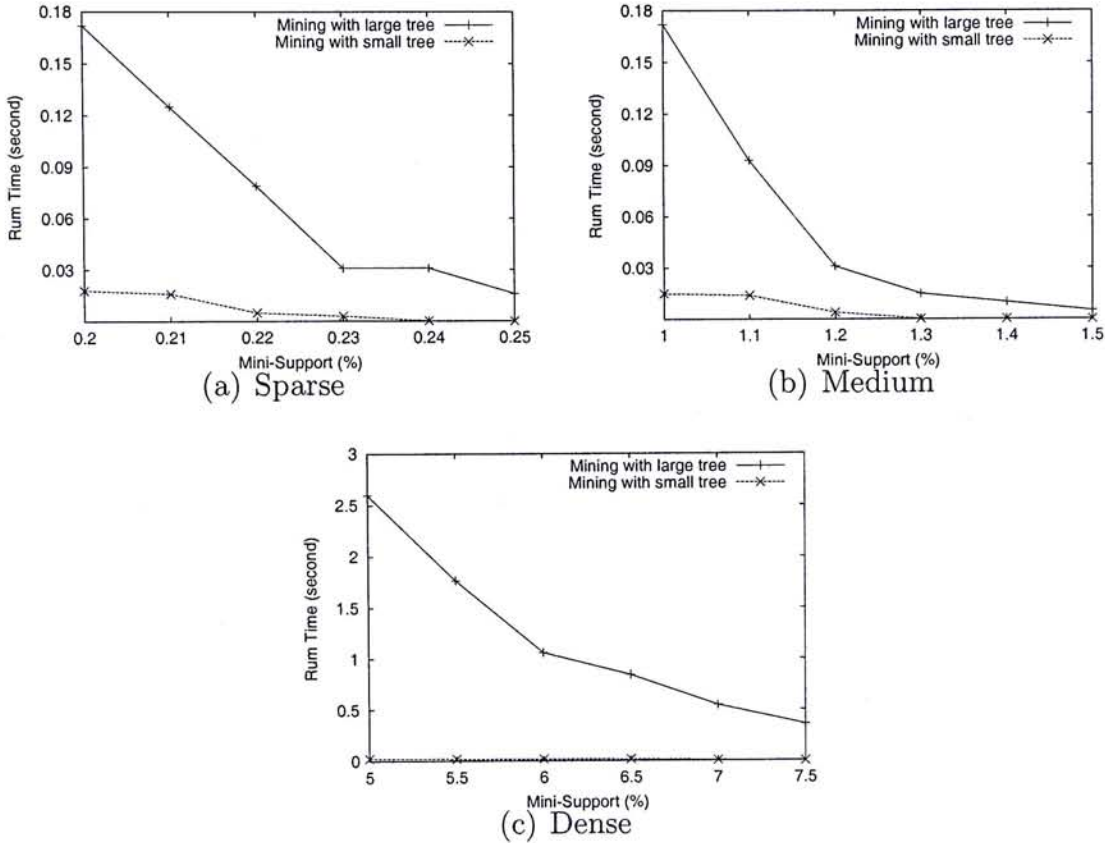 0.18
0.15
0.12
0.09
0.06
0.03
Rum Time (second)
Mining with large tree
Mining with small tree
0.2 0.21 0.22 0.23 0.24 0.25
Mini-Support (%)
(a) Sparse
0.18
0.15
0.12
0.09
0.06
0.03
Rum Time (second)
Mining with large tree
Mining with small tree
1 1.1 1.2 1.3 1.4 1.5
Mini-Support (%)
(b) Medium
3
2.5
2
1.5
1
0.5
0
Rum Time (second)
Mining with large tree
Mining with small tree
5 5.5 6 6.5 7 7.5
Mini-Support (%)
(c) Dense